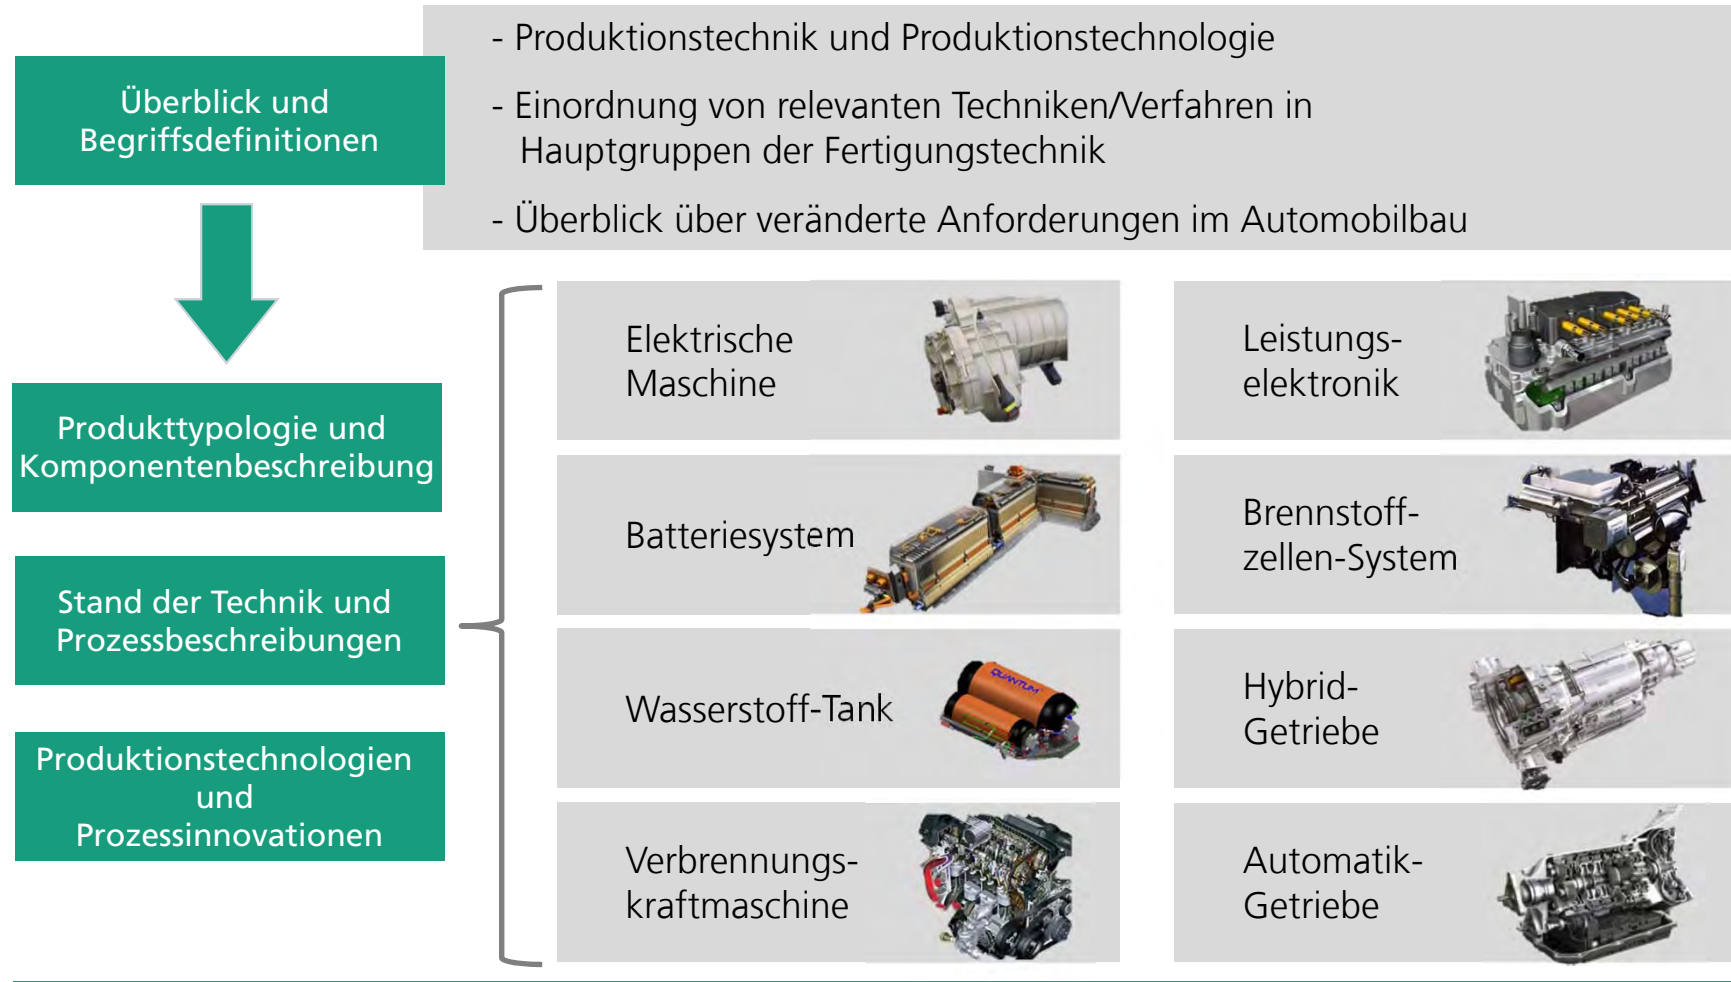 Überblick und
Begriffsdefinitionen
- Produktionstechnik und Produktionstechnologie
- Einordnung von relevanten Techniken/Verfahren in
Hauptgruppen der Fertigungstechnik
- Überblick über veränderte Anforderungen im Automobilbau
Produkttypologie und
Komponentenbeschreibung
Stand der Technik und
Prozessbeschreibungen
Produktionstechnologien
und
Prozessinnovationen
Elektrische
Maschine
Leistungs-
elektronik
Batteriesystem
Brennstoff-
zellen-System
Wasserstoff-Tank
QUANTUM
Hybrid-
Getriebe
Verbrennungs-
kraftmaschine
Automatik-
Getriebe